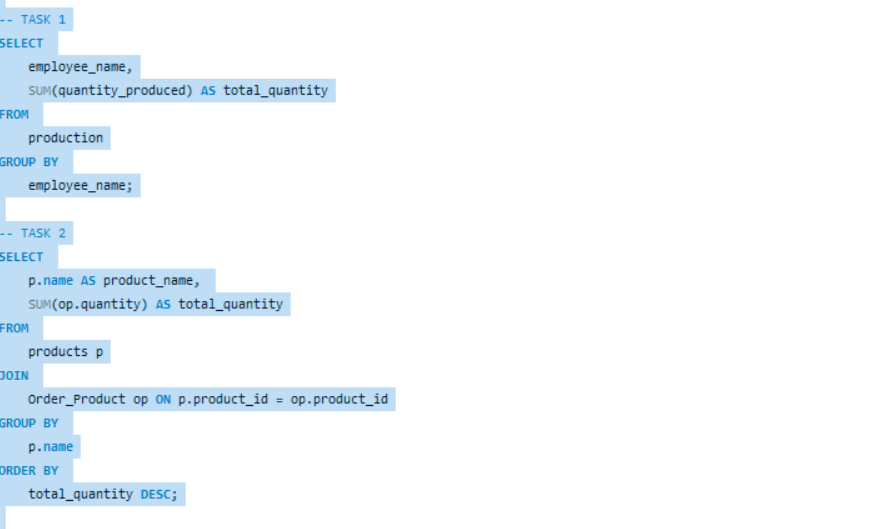 -- TASK 1
SELECT
employee_name,
SUM(quantity_produced) AS total_quantity
FROM
production
GROUP BY
employee_name;
-- TASK 2
SELECT
p.name AS product_name,
SUM(op.quantity) AS total_quantity
FROM
products p
JOIN
Order_Product op ON p.product_id = op.product_id
GROUP BY
p.name
ORDER BY
total_quantity DESC;